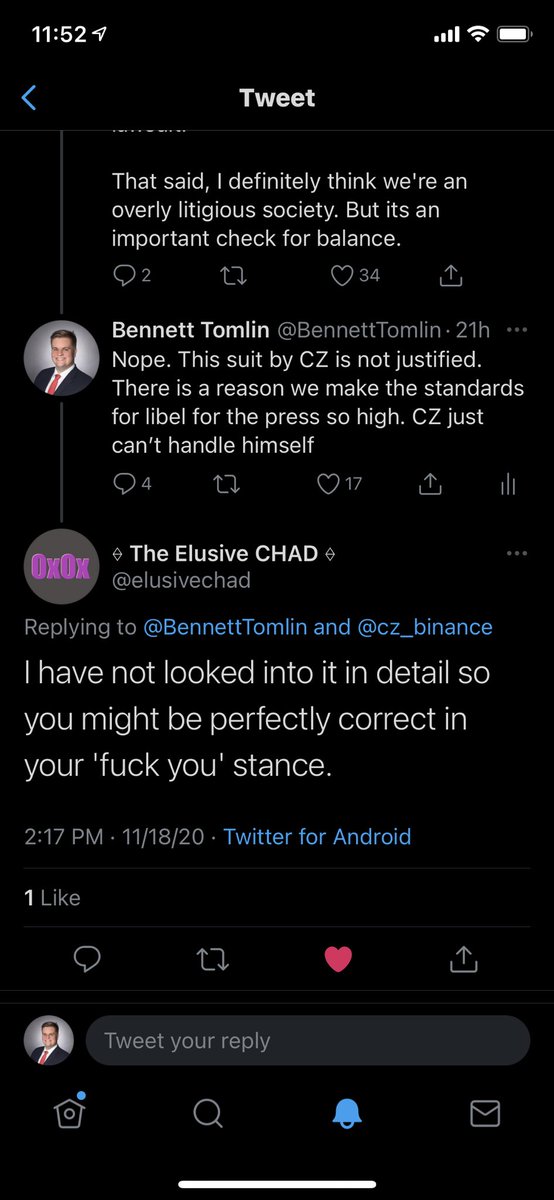 11:52
Tweet
That said, I definitely think we're an
overly litigious society. But its an
important check for balance.
2 34
Bennett Tomlin @BennettTomlin · 21h
Nope. This suit by CZ is not justified.
There is a reason we make the standards
for libel for the press so high. CZ just
can’t handle himself
4 17
0x0x
⟠ The Elusive CHAD ⟠
@elusivechad
Replying to @BennettTomlin and @cz_binance
I have not looked into it in detail so
you might be perfectly correct in
your 'fuck you' stance.
2:17 PM · 11/18/20 · Twitter for Android
1 Like
Tweet your reply